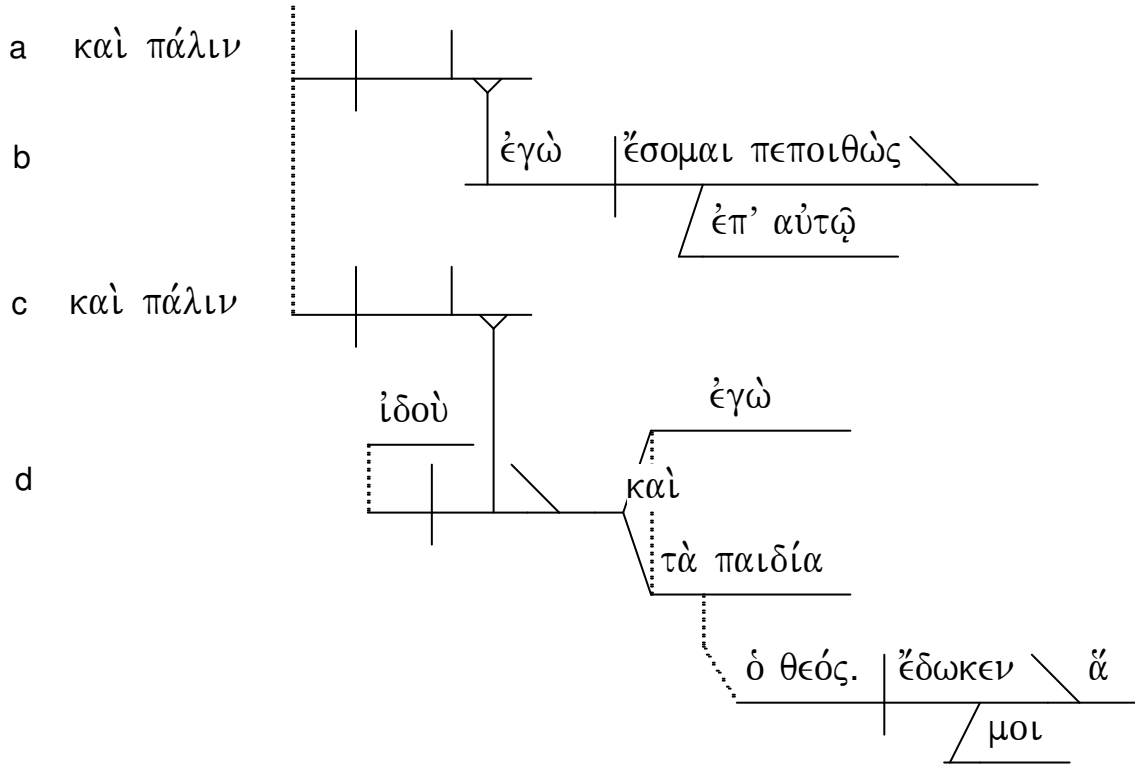 a καὶ πάλιν
b ἐγὼ ἔσομαι πεποιθὼς
ἐπ’ αὐτῷ
c καὶ πάλιν
ἰδοὺ ἐγὼ
d καὶ
τὰ παιδία
ὁ θεός. ἔδωκεν ἅ
μοι